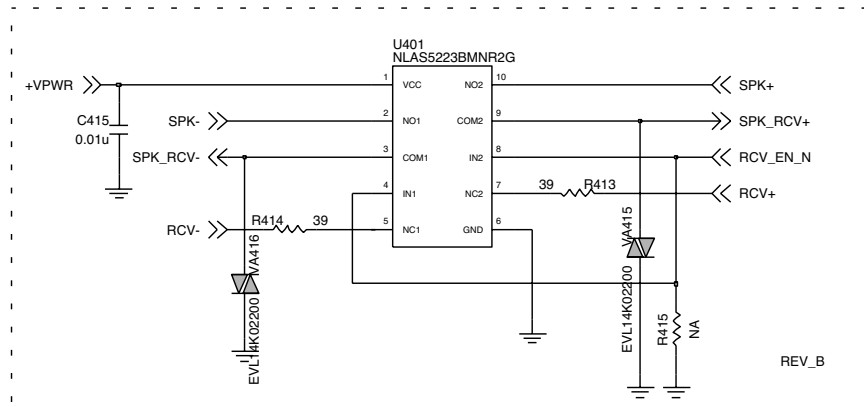 U401
NLAS5223BMNR2G
+VPWR
1
VCC
NO2
10
SPK+
C415
0.01u
SPK-
2
NO1
COM2
9
SPK_RCV+
SPK_RCV-
3
COM1
IN2
8
RCV_EN_N
4
IN1
NC2
7
39
R413
RCV+
RCV-
R414
39
5
NC1
GND
6
VA416
EVL14K02200
VA415
EVL14K02200
R415
NA
REV_B